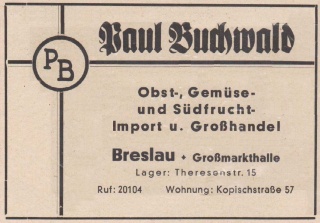 PB
Paul Buchwald
Obst-, Gemüse-
und Südfrucht-
Import u. Großhandel
Breslau • Großmarkthalle
Lager: Theresenstr. 15
Ruf: 20104 Wohnung: Kopischstraße 57